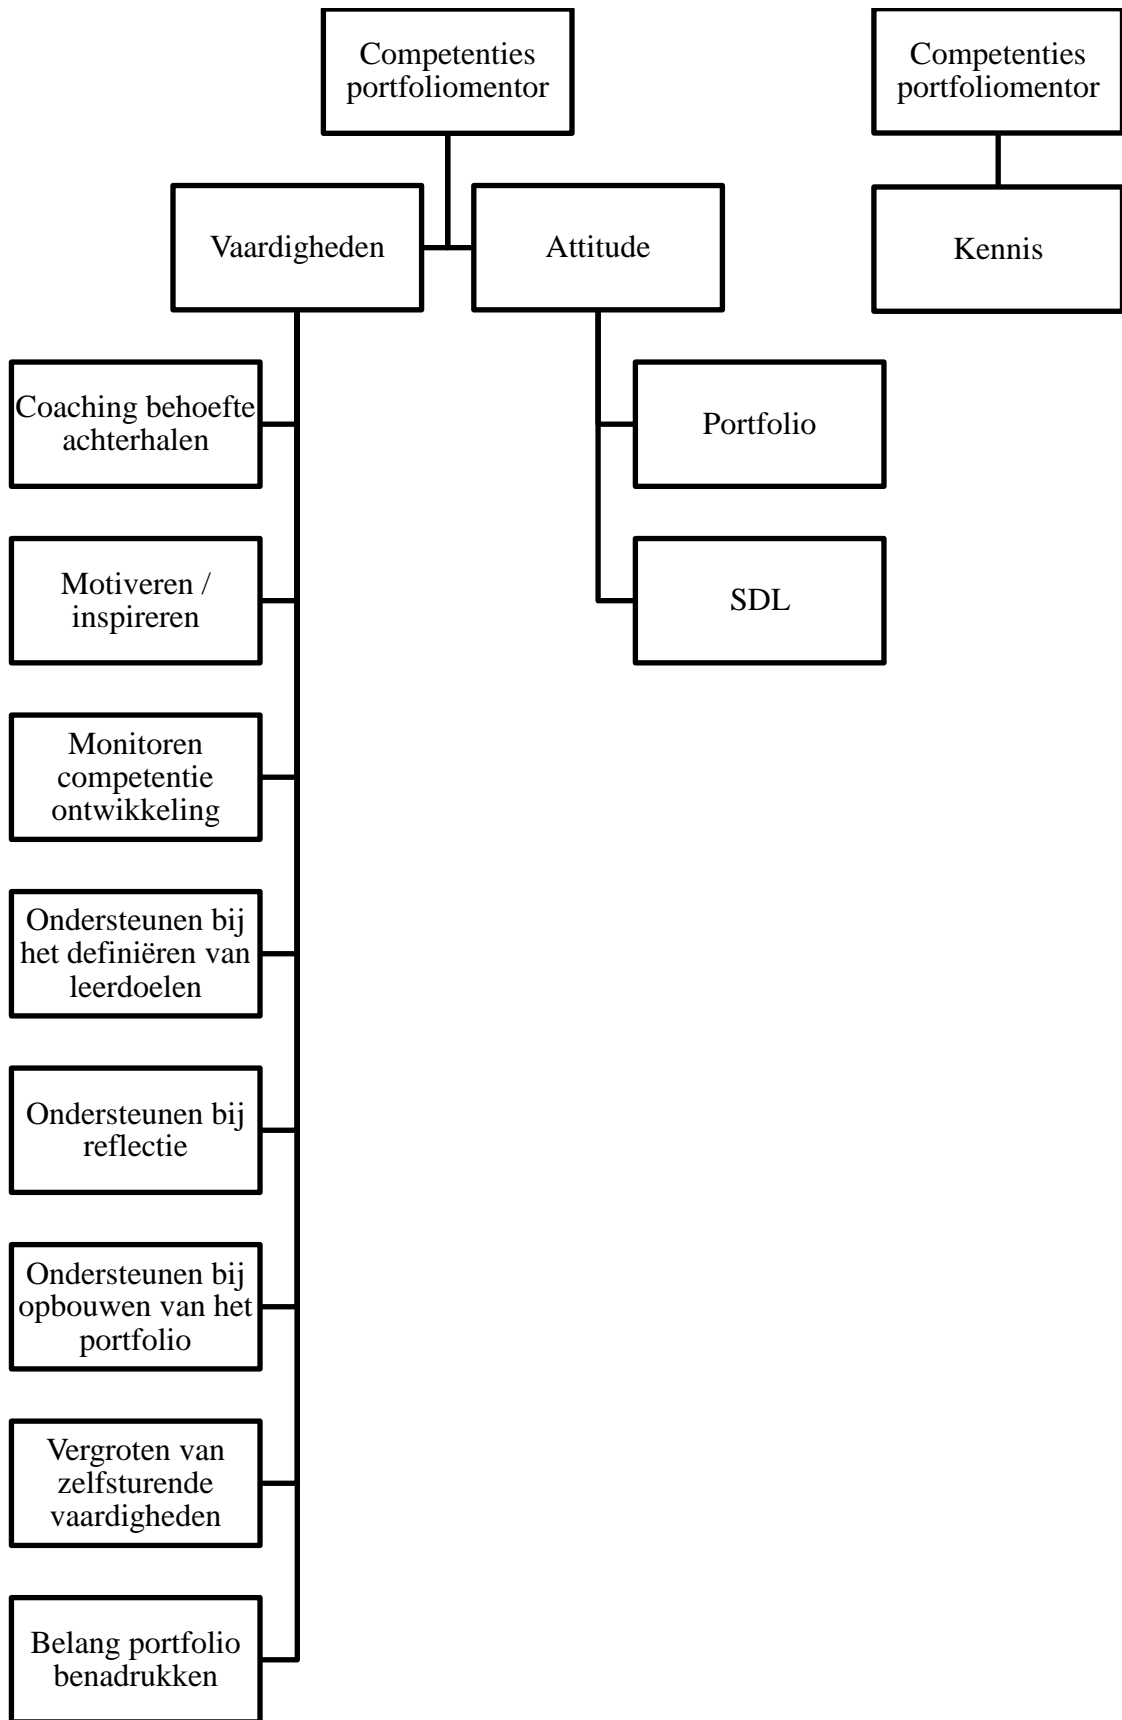 Competenties
portfoliomentor
Competenties
portfoliomentor
Vaardigheden
Attitude
Kennis
Coaching behoefte
achterhalen
Portfolio
Motiveren /
inspireren
SDL
Monitoren
competentie
ontwikkeling
Ondersteunen bij
het definiëren van
leerdoelen
Ondersteunen bij
reflectie
Ondersteunen bij
opbouwen van het
portfolio
Vergroten van
zelfsturende
vaardigheden
Belang portfolio
benadrukken